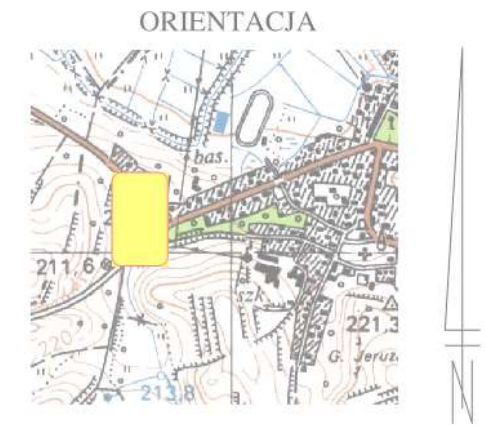 ORIENTACJA
bas.
211,6
szk
221,3
G. Jeruz
213,8
N